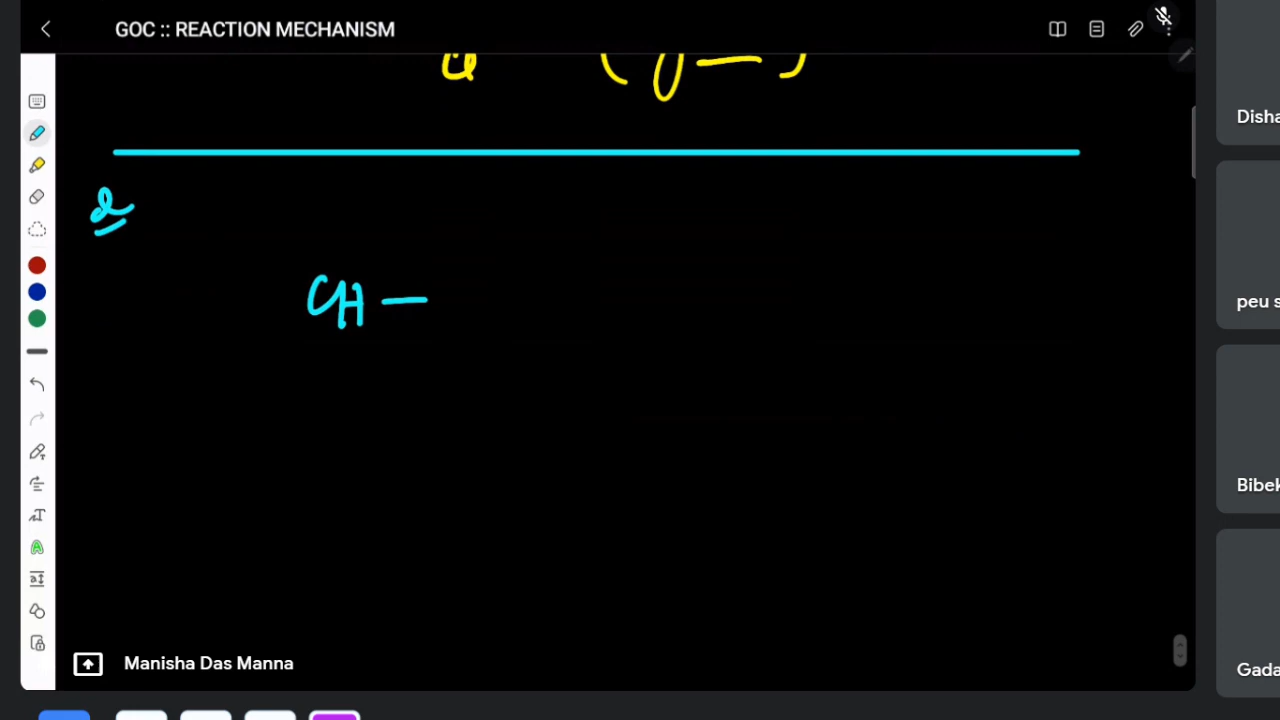 GOC :: REACTION MECHANISM
CH —
Manisha Das Manna
Disha
peu s
Bibek
Gada